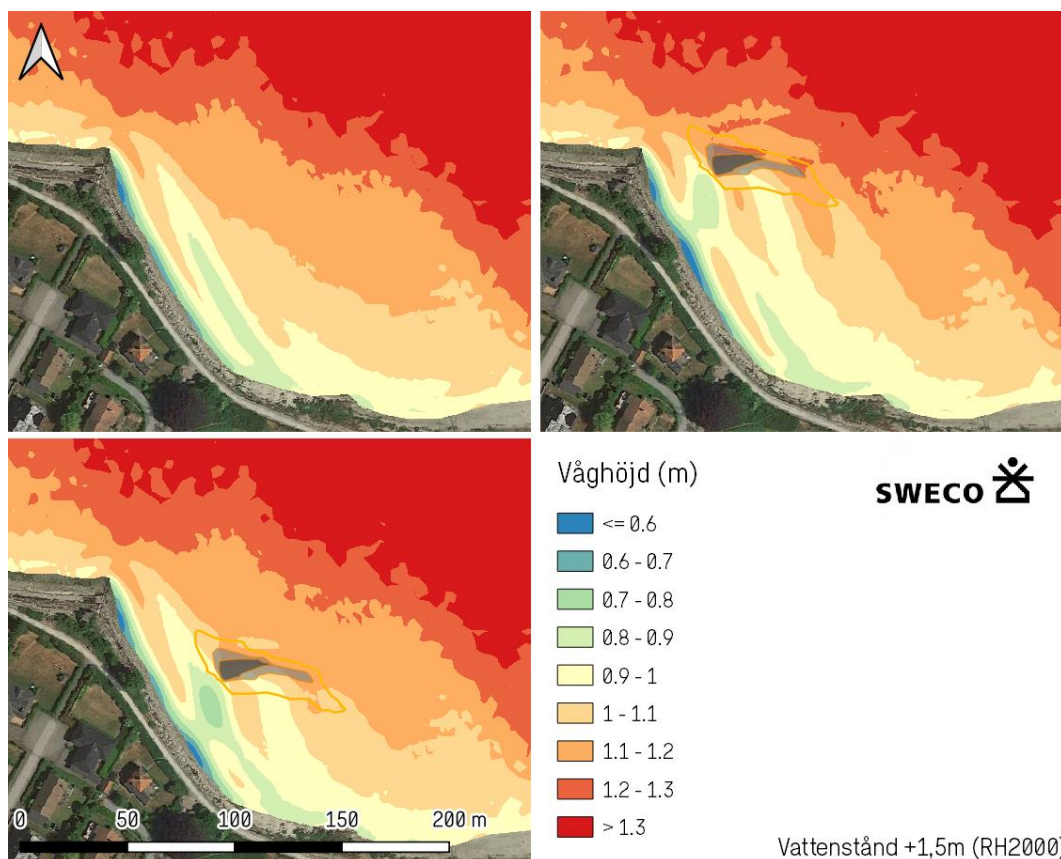 Våghöjd (m)
SWECO
<= 0.6
0.6 - 0.7
0.7 - 0.8
0.8 - 0.9
0.9 - 1
1 - 1.1
1.1 - 1.2
1.2 - 1.3
> 1.3
0 50 100 150 200 m
Vattenstånd +1,5m (RH2000)